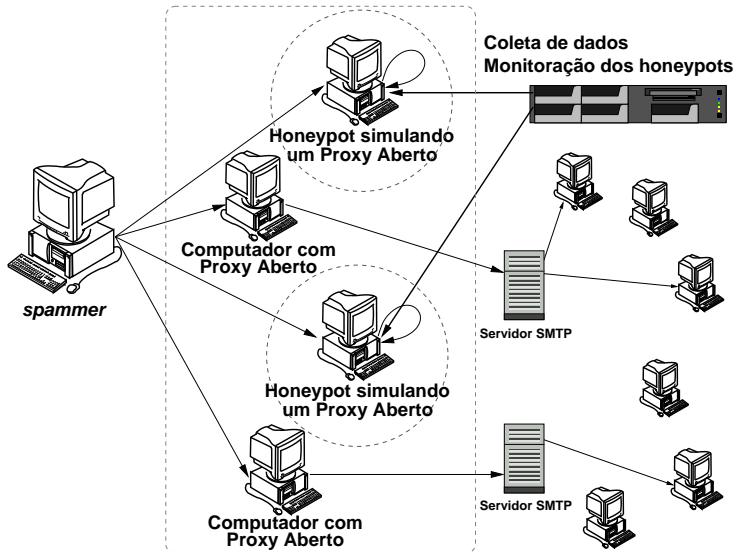 Coleta de dados
Monitoração dos honeypots
Honeypot simulando
um Proxy Aberto
Computador com
Proxy Aberto
spammer
Servidor SMTP
Honeypot simulando
um Proxy Aberto
Servidor SMTP
Computador com
Proxy Aberto